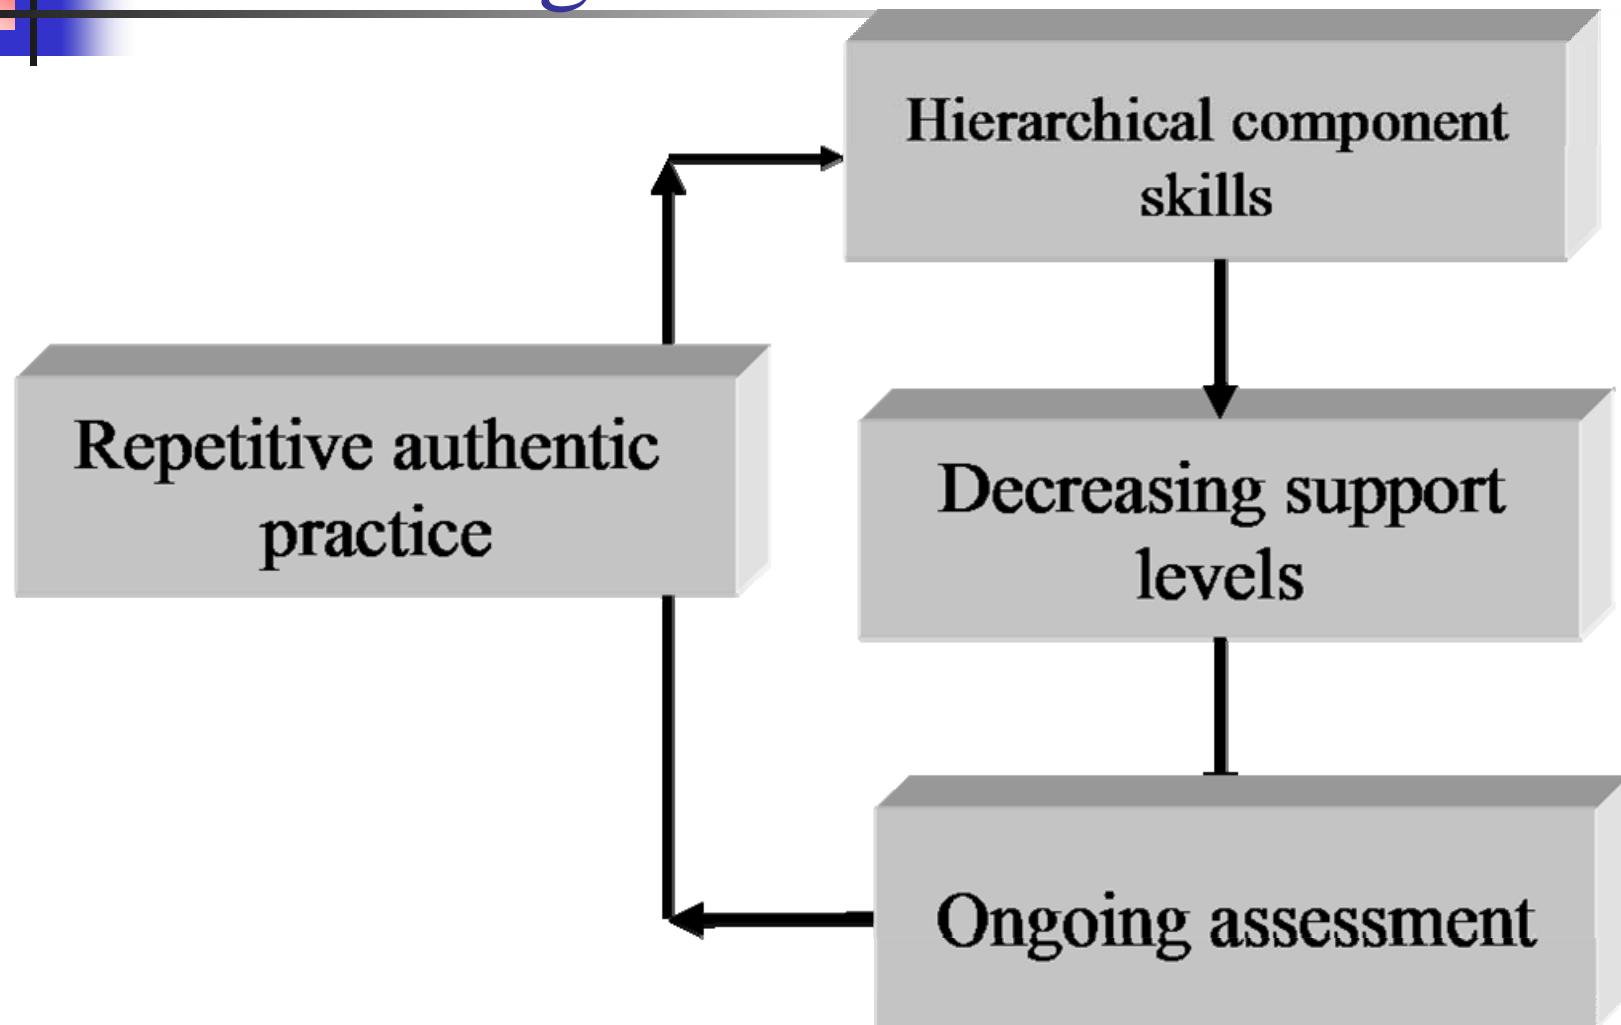 Hierarchical component
skills
Repetitive authentic
practice
Decreasing support
levels
Ongoing assessment